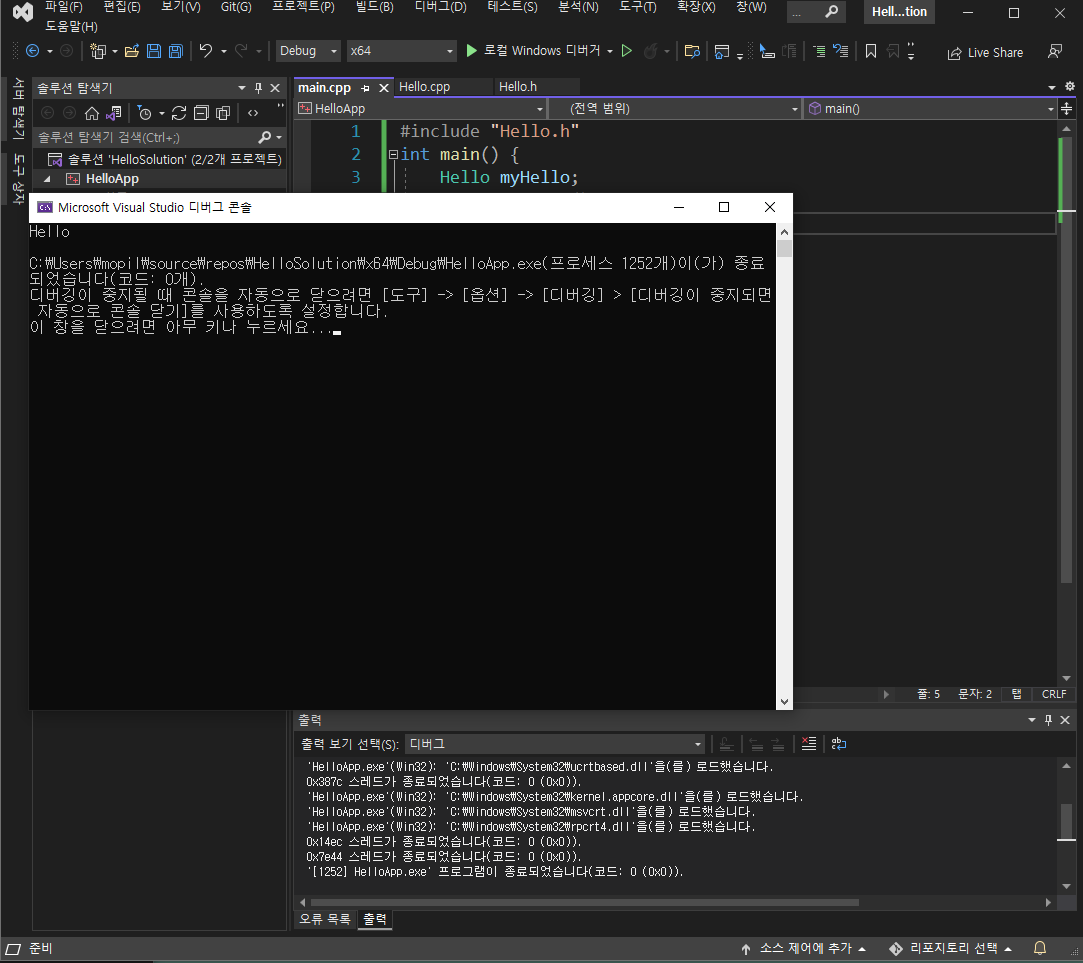 파일(F) 편집(E) 보기(V) Git(G) 프로젝트(P) 빌드(B) 디버그(D) 테스트(S) 분석(N) 도구(T) 확장(X) 창(W) ... Hell...tion
도움말(H)
Debug x64 로컬 Windows 디버거 Live Share
서버 탐색기
도구 상자
솔루션 탐색기
솔루션 탐색기 검색(Ctrl+;)
솔루션 'HelloSolution' (2/2개 프로젝트)
HelloApp
main.cpp Hello.cpp Hello.h
HelloApp (전역 범위) main()
1 #include "Hello.h"
2 int main() {
3 Hello myHello;
Microsoft Visual Studio 디버그 콘솔
Hello
C:₩Users₩mopil₩source₩repos₩HelloSolution₩x64₩Debug₩HelloApp.exe(프로세스 1252개)이(가) 종료
되었습니다(코드: 0개).
디버깅이 중지될 때 콘솔을 자동으로 닫으려면 [도구] -> [옵션] -> [디버깅] > [디버깅이 중지되면
자동으로 콘솔 닫기]를 사용하도록 설정합니다.
이 창을 닫으려면 아무 키나 누르세요...
줄: 5 문자: 2 탭 CRLF
출력
출력 보기 선택(S): 디버그
'HelloApp.exe'(Win32): 'C:₩Windows₩System32₩ucrtbased.dll'을(를) 로드했습니다.
0x387c 스레드가 종료되었습니다(코드: 0 (0x0)).
'HelloApp.exe'(Win32): 'C:₩Windows₩System32₩kernel.appcore.dll'을(를) 로드했습니다.
'HelloApp.exe'(Win32): 'C:₩Windows₩System32₩msvcrt.dll'을(를) 로드했습니다.
'HelloApp.exe'(Win32): 'C:₩Windows₩System32₩rpcrt4.dll'을(를) 로드했습니다.
0x14ec 스레드가 종료되었습니다(코드: 0 (0x0)).
0x7e44 스레드가 종료되었습니다(코드: 0 (0x0)).
'[1252] HelloApp.exe' 프로그램이 종료되었습니다(코드: 0 (0x0)).
오류 목록 출력
준비 소스 제어에 추가 리포지토리 선택